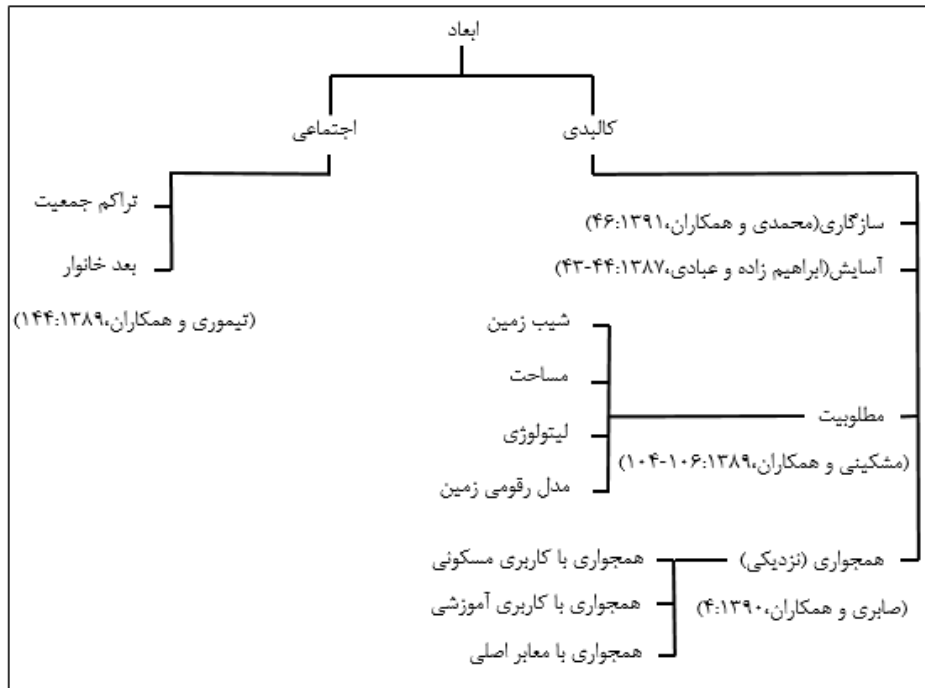 ابعاد
کالبدی
اجتماعی
سازگاری(محمدی و همکاران،۴۶:۱۳۹۱)
آسایش(ابراهیم زاده و عبادی،۴۴:۱۳۸۷-۴۳)
مطلوبیت
(مشکینی و همکاران،۱۰۶:۱۳۸۹-۱۰۴)
شیب زمین
مساحت
لیتولوژی
مدل رقومی زمین
همجواری (نزدیکی)
(صابری و همکاران،۴:۱۳۹۰)
همجواری با کاربری مسکونی
همجواری با کاربری آموزشی
همجواری با معابر اصلی
تراکم جمعیت
بعد خانوار
(تیموری و همکاران،۱۴۴:۱۳۸۹)